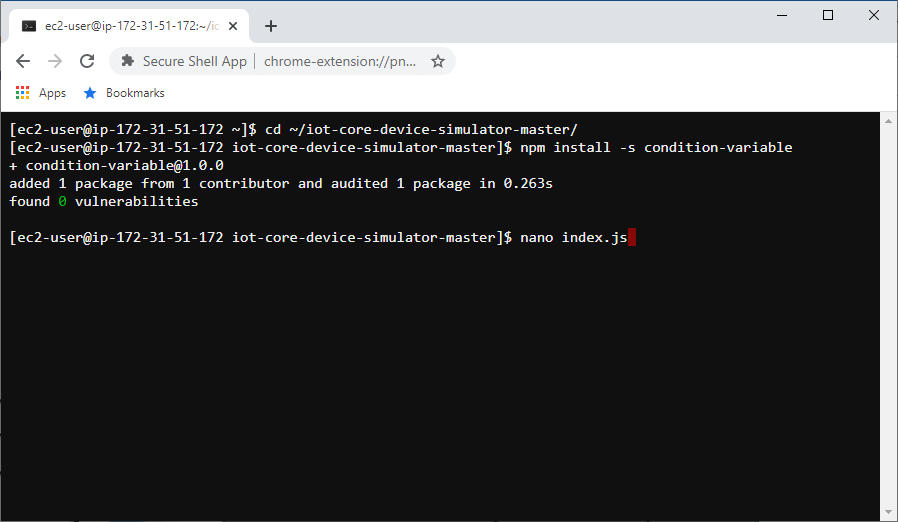 ec2-user@ip-172-31-51-172:~/io
Secure Shell App | chrome-extension://pn...
Apps Bookmarks
[ec2-user@ip-172-31-51-172 ~]$ cd ~/iot-core-device-simulator-master/
[ec2-user@ip-172-31-51-172 iot-core-device-simulator-master]$ npm install -s condition-variable
+ condition-variable@1.0.0
added 1 package from 1 contributor and audited 1 package in 0.263s
found 0 vulnerabilities
[ec2-user@ip-172-31-51-172 iot-core-device-simulator-master]$ nano index.js